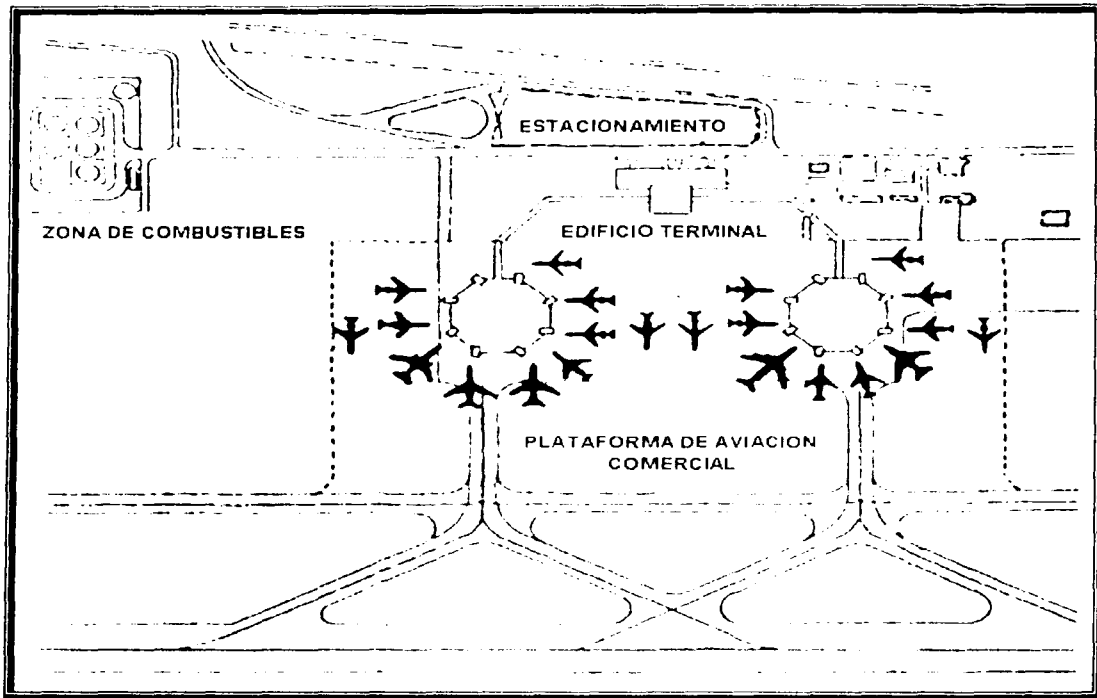 ESTACIONAMIENTO
ZONA DE COMBUSTIBLES
EDIFICIO TERMINAL
PLATAFORMA DE AVIACION
COMERCIAL